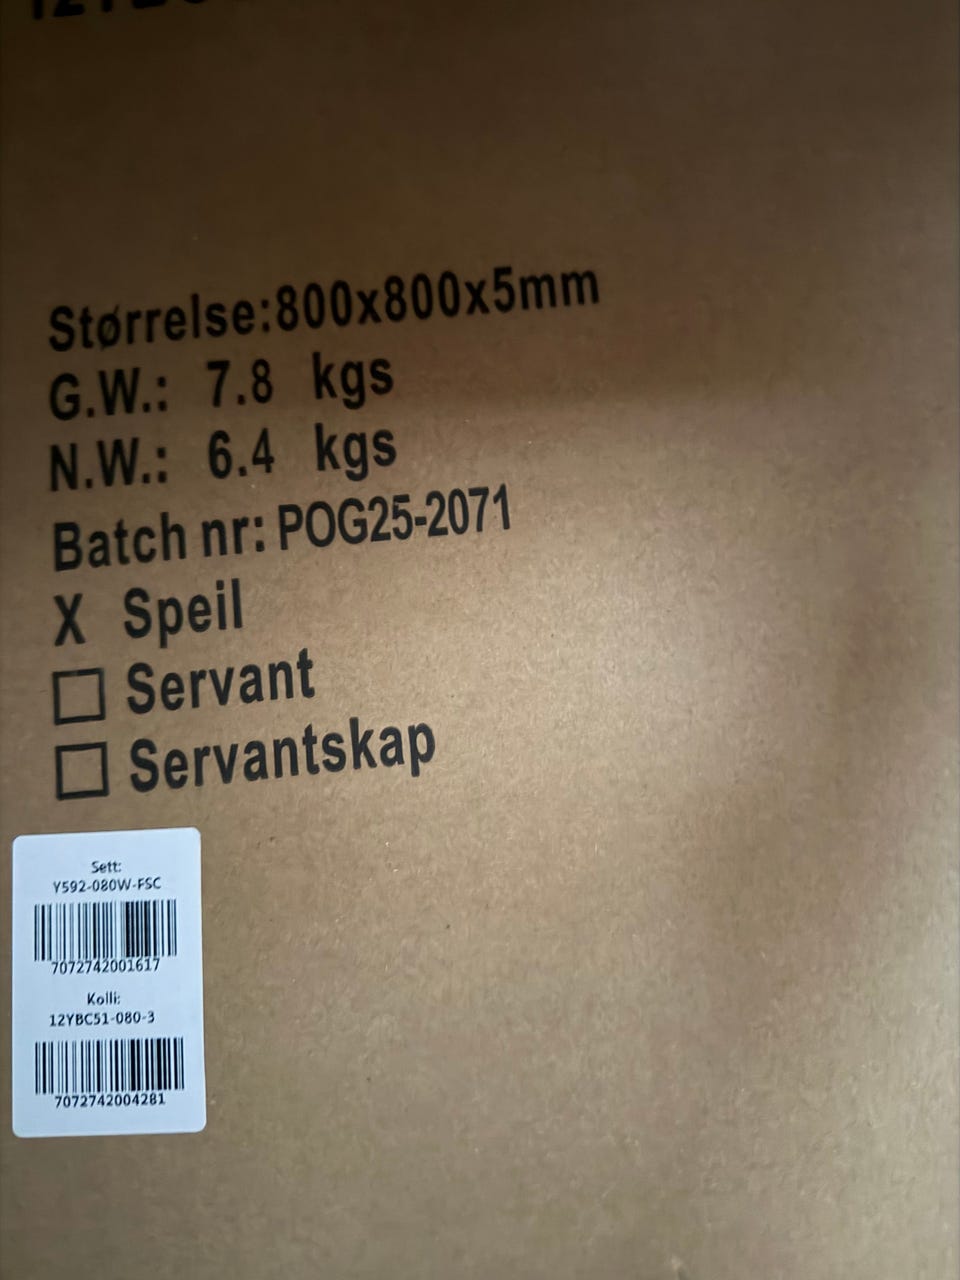 Størrelse:800x800x5mm
G.W.: 7.8 kgs
N.W.: 6.4 kgs
Batch nr: POG25-2071
X Speil
Servant
Servantskap
Sett:
Y592-080W-FSC
7072742001617
Kolli:
12YBC51-080-3
7072742004281